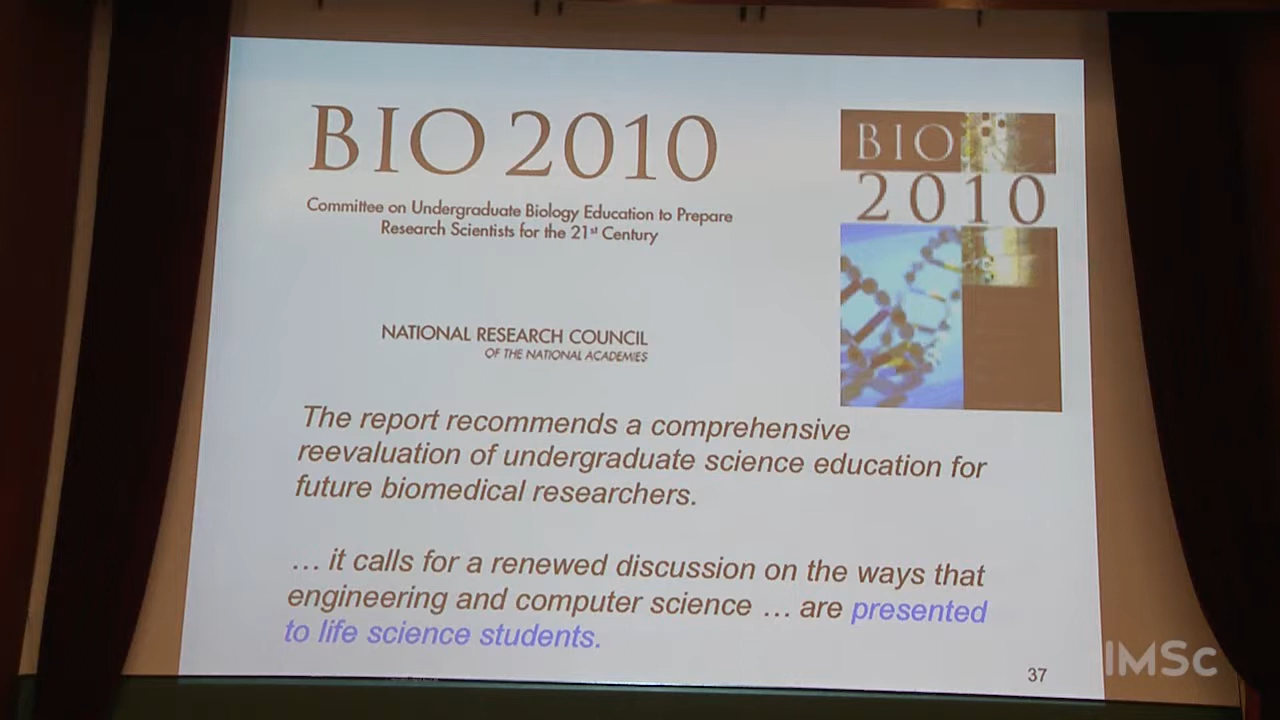 BIO 2010
Committee on Undergraduate Biology Education to Prepare
Research Scientists for the 21st Century
NATIONAL RESEARCH COUNCIL
OF THE NATIONAL ACADEMIES
BIO
2010
The report recommends a comprehensive
reevaluation of undergraduate science education for
future biomedical researchers.
… it calls for a renewed discussion on the ways that
engineering and computer science … are presented
to life science students.
37
IMSc